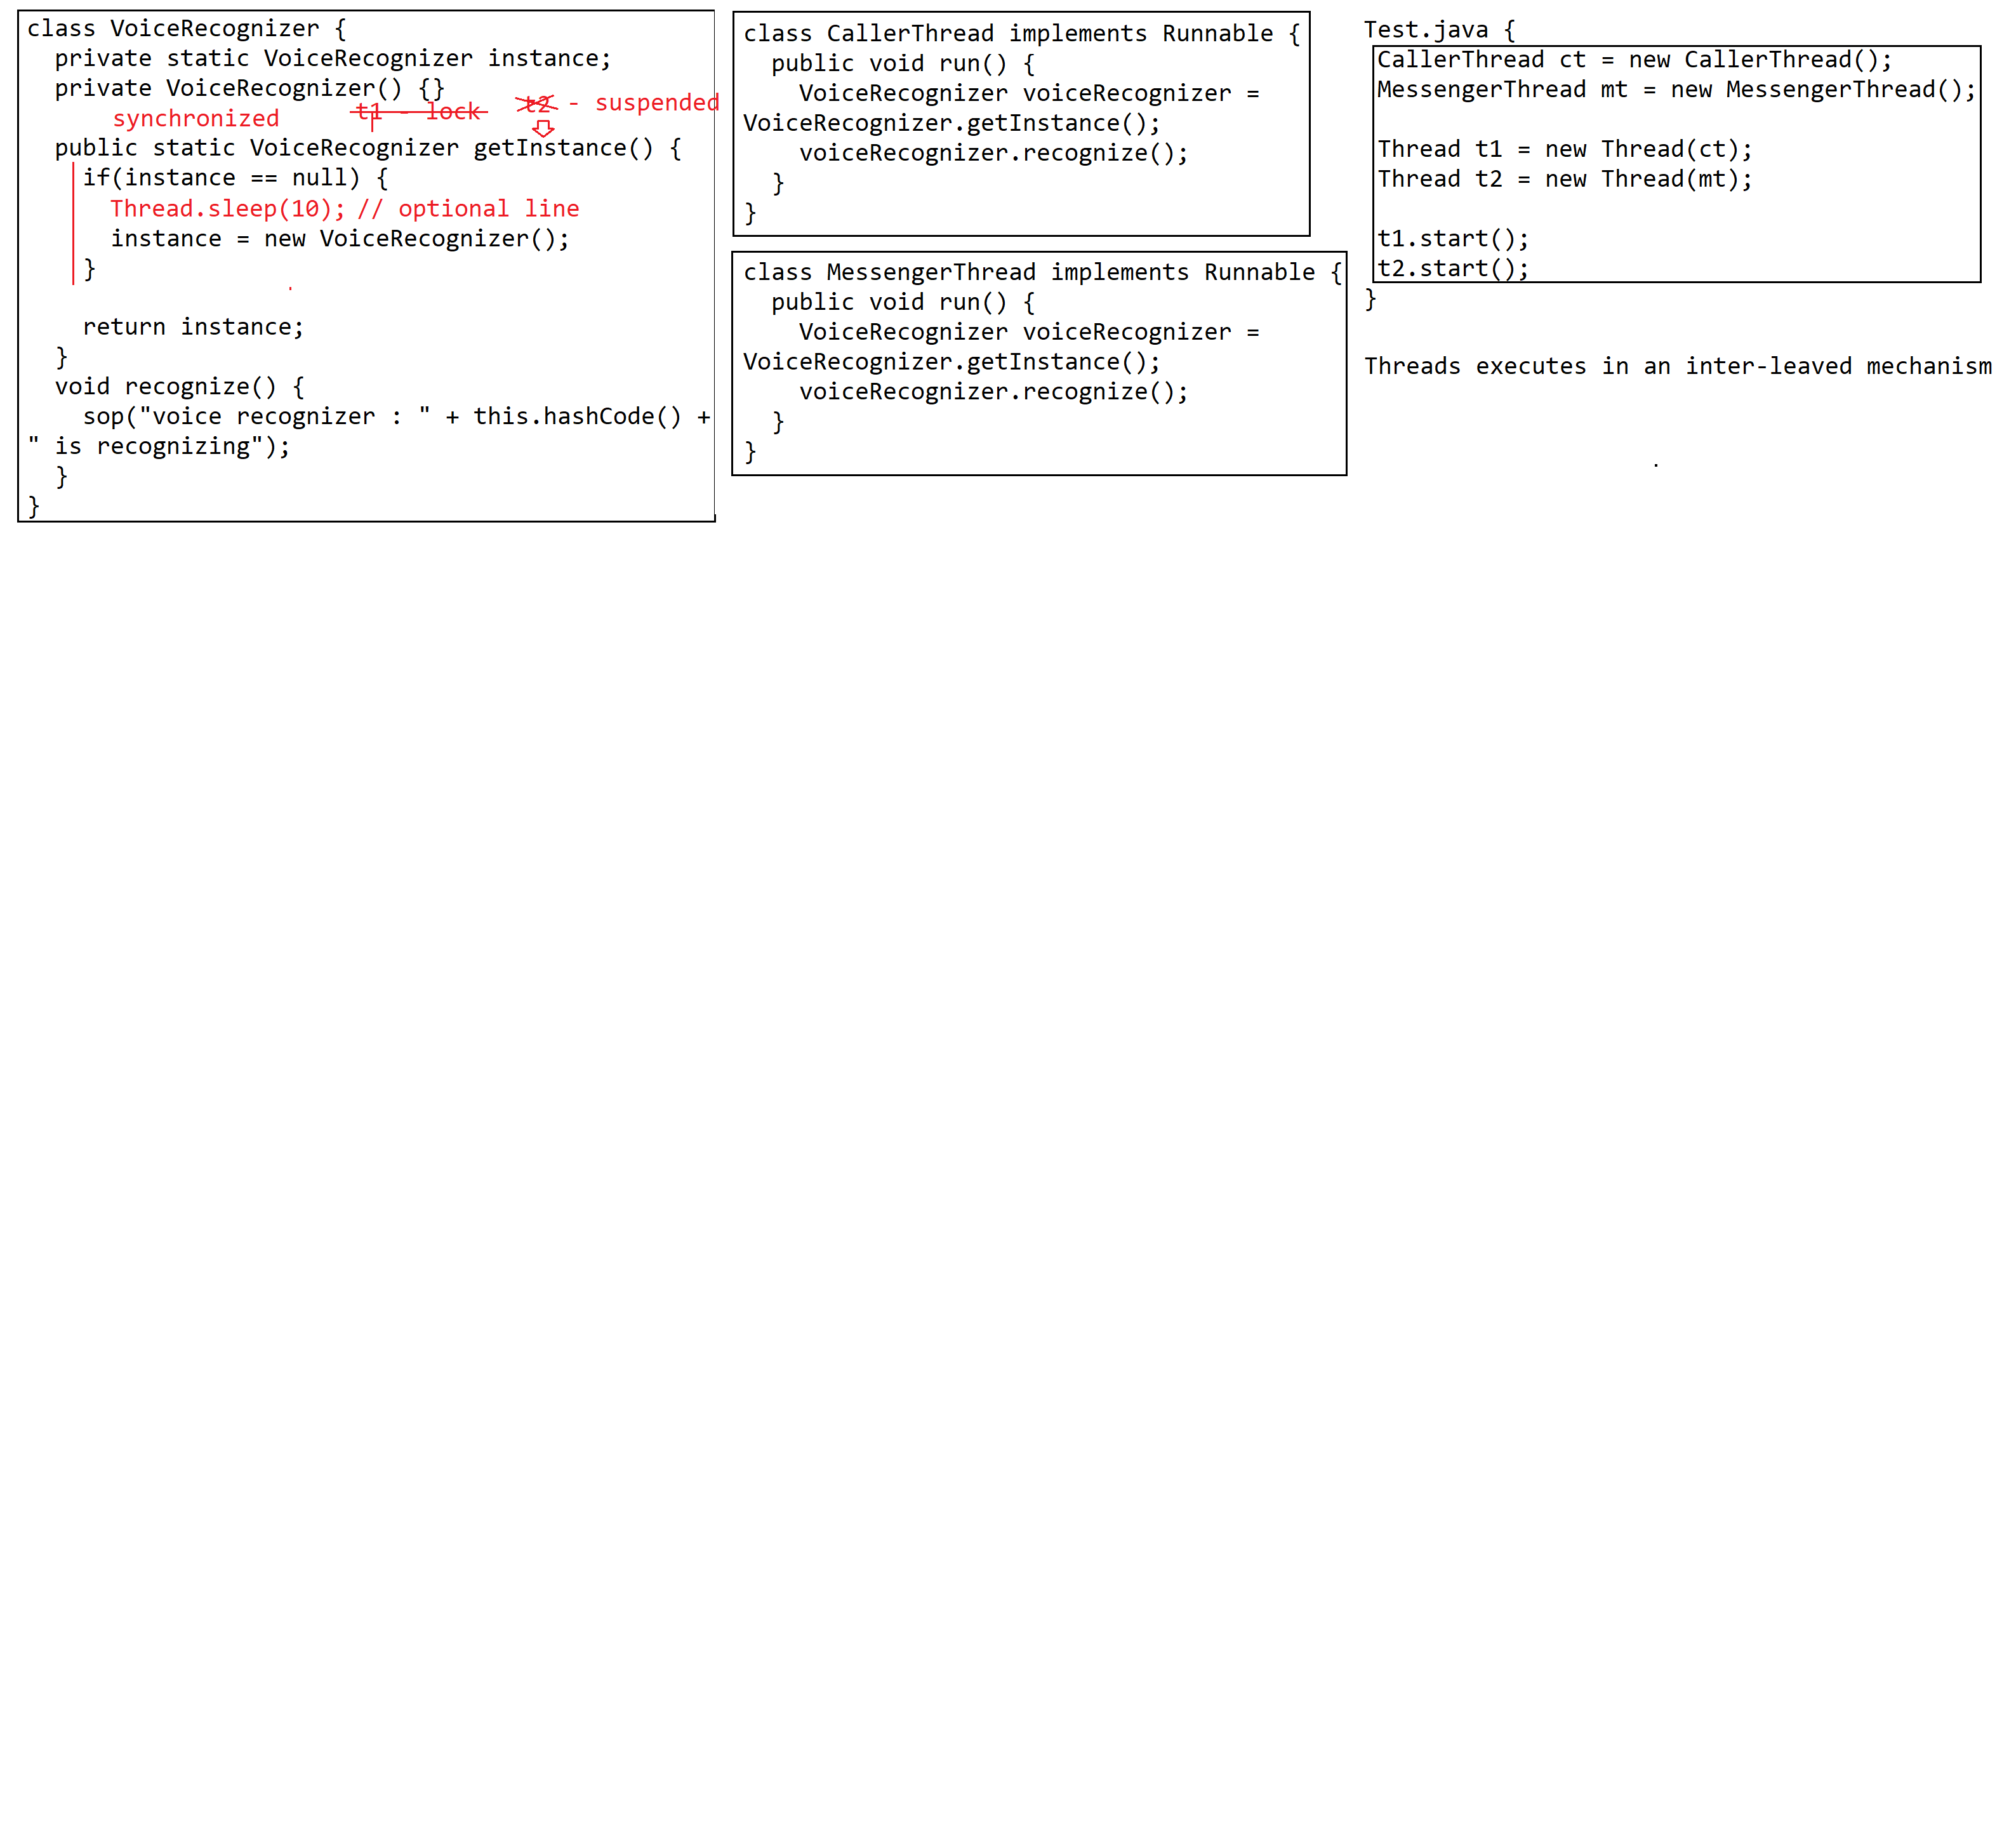 class VoiceRecognizer {
  private static VoiceRecognizer instance;
  private VoiceRecognizer() {}
synchronized t1 - lock t2 - suspended
  public static VoiceRecognizer getInstance() {
    if(instance == null) {
      Thread.sleep(10); // optional line
      instance = new VoiceRecognizer();
    }
    return instance;
  }
  void recognize() {
    sop("voice recognizer : " + this.hashCode() +
" is recognizing");
  }
}
class CallerThread implements Runnable {
  public void run() {
    VoiceRecognizer voiceRecognizer =
VoiceRecognizer.getInstance();
    voiceRecognizer.recognize();
  }
}
class MessengerThread implements Runnable {
  public void run() {
    VoiceRecognizer voiceRecognizer =
VoiceRecognizer.getInstance();
    voiceRecognizer.recognize();
  }
}
Test.java {
CallerThread ct = new CallerThread();
MessengerThread mt = new MessengerThread();
Thread t1 = new Thread(ct);
Thread t2 = new Thread(mt);
t1.start();
t2.start();
}
Threads executes in an inter-leaved mechanism